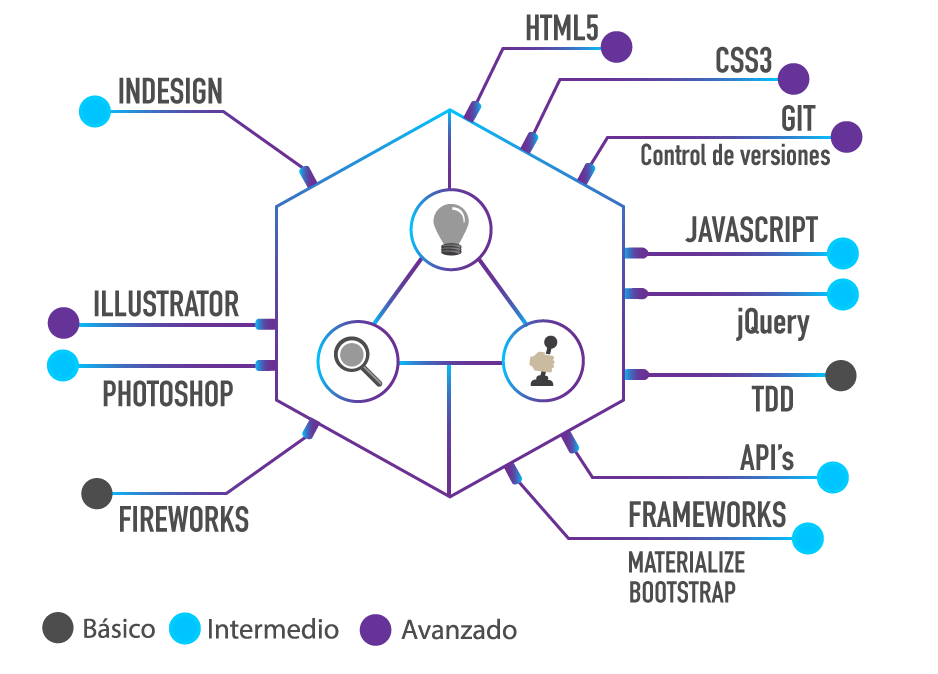 HTML5
CSS3
INDESIGN
GIT
Control de versiones
JAVASCRIPT
ILLUSTRATOR
jQuery
PHOTOSHOP
TDD
API's
FRAMEWORKS
FIREWORKS
MATERIALIZE
BOOTSTRAP
Básico Intermedio Avanzado